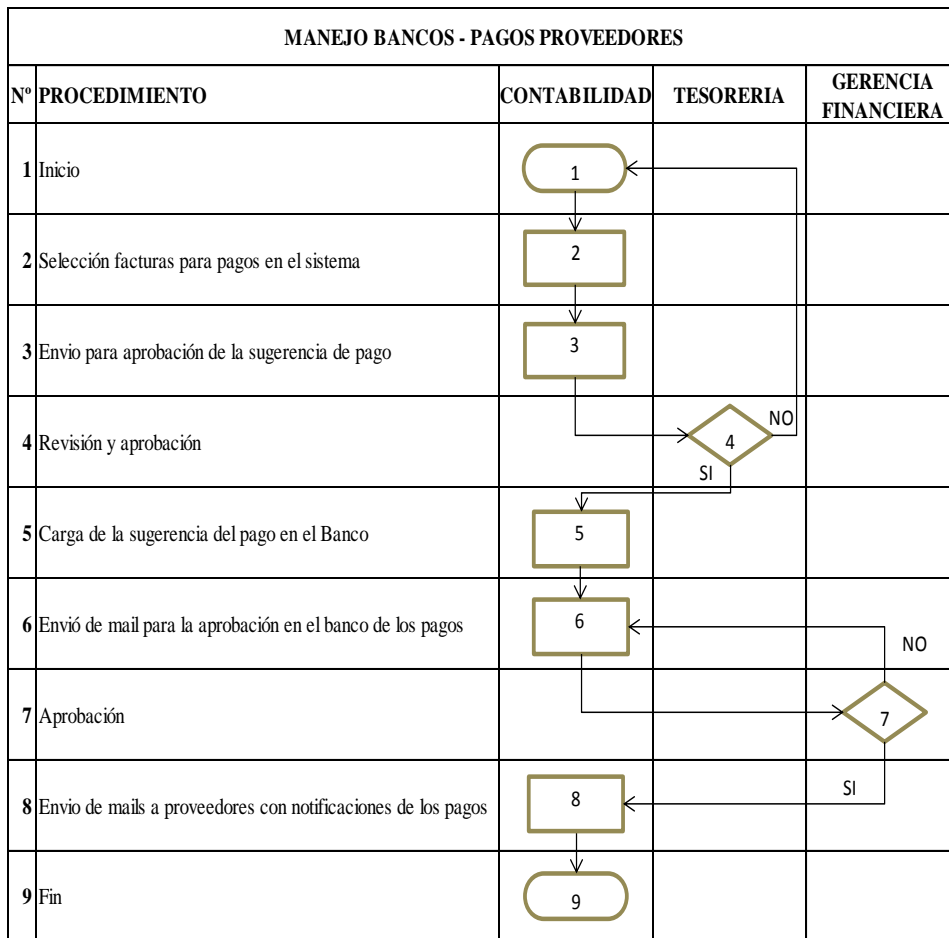 MANEJO BANCOS - PAGOS PROVEEDORES
Nº PROCEDIMIENTO CONTABILIDAD TESORERIA GERENCIA FINANCIERA
1 Inicio 1
2 Selección facturas para pagos en el sistema 2
3 Envio para aprobación de la sugerencia de pago 3
NO
4 Revisión y aprobación 4
SI
5 Carga de la sugerencia del pago en el Banco 5
6 Envió de mail para la aprobación en el banco de los pagos 6
NO
7 Aprobación 7
SI
8 Envio de mails a proveedores con notificaciones de los pagos 8
9 Fin 9